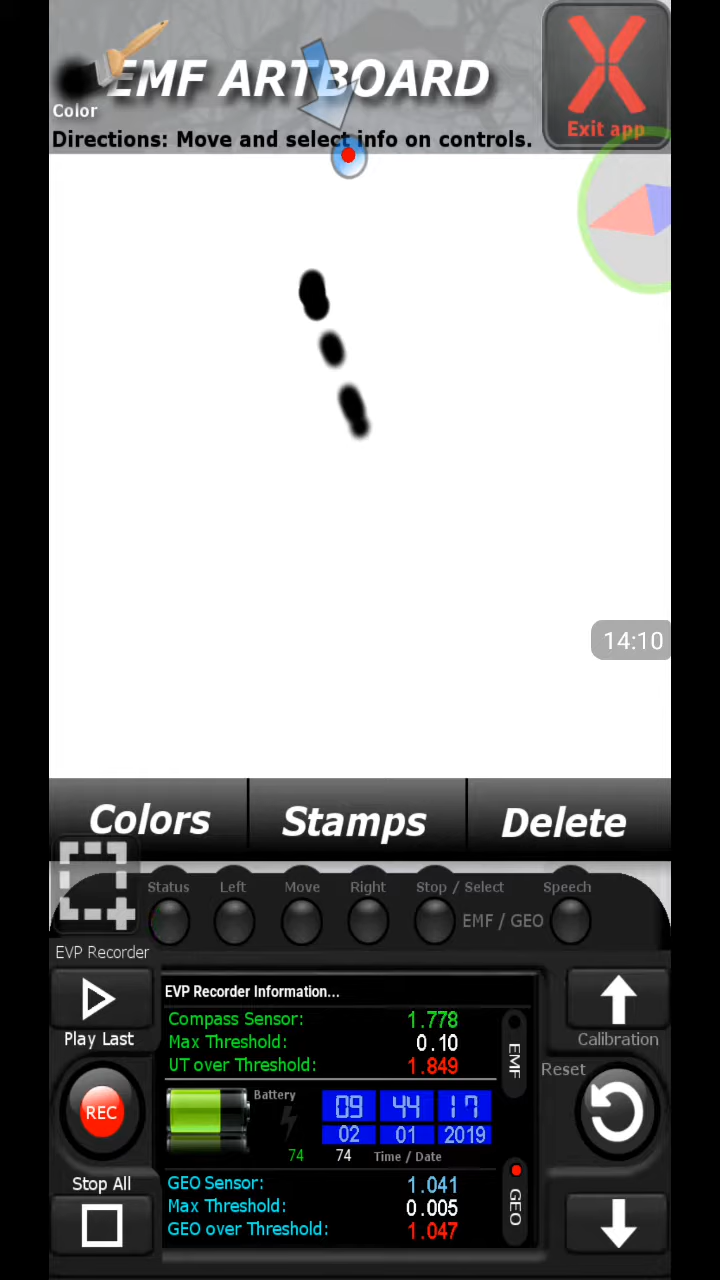 EMF ARTBOARD
Color
Exit app
Directions: Move and select info on controls.
14:10
Colors Stamps Delete
Status Left Move Right Stop / Select Speech
EMF / GEO
EVP Recorder
EVP Recorder Information...
Play Last
Compass Sensor: 1.778
Max Threshold: 0.10
UT over Threshold: 1.849
EMF
Calibration
Reset
REC
Battery
09 44 17
02 01 2019
74 74 Time / Date
Stop All
GEO Sensor: 1.041
Max Threshold: 0.005
GEO over Threshold: 1.047
GEO